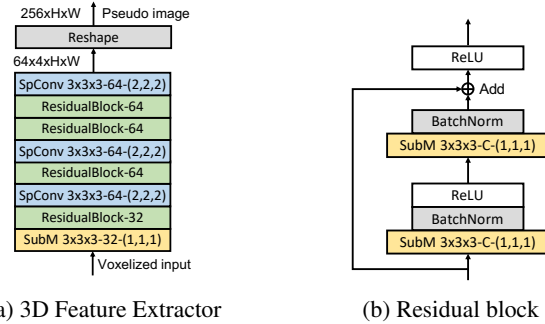 256xHxW
Pseudo image
Reshape
64x4xHxW
SpConv 3x3x3-64-(2,2,2)
ResidualBlock-64
ResidualBlock-64
SpConv 3x3x3-64-(2,2,2)
ResidualBlock-64
SpConv 3x3x3-64-(2,2,2)
ResidualBlock-32
SubM 3x3x3-32-(1,1,1)
Voxelized input
a) 3D Feature Extractor
ReLU
Add
BatchNorm
SubM 3x3x3-C-(1,1,1)
ReLU
BatchNorm
SubM 3x3x3-C-(1,1,1)
(b) Residual block